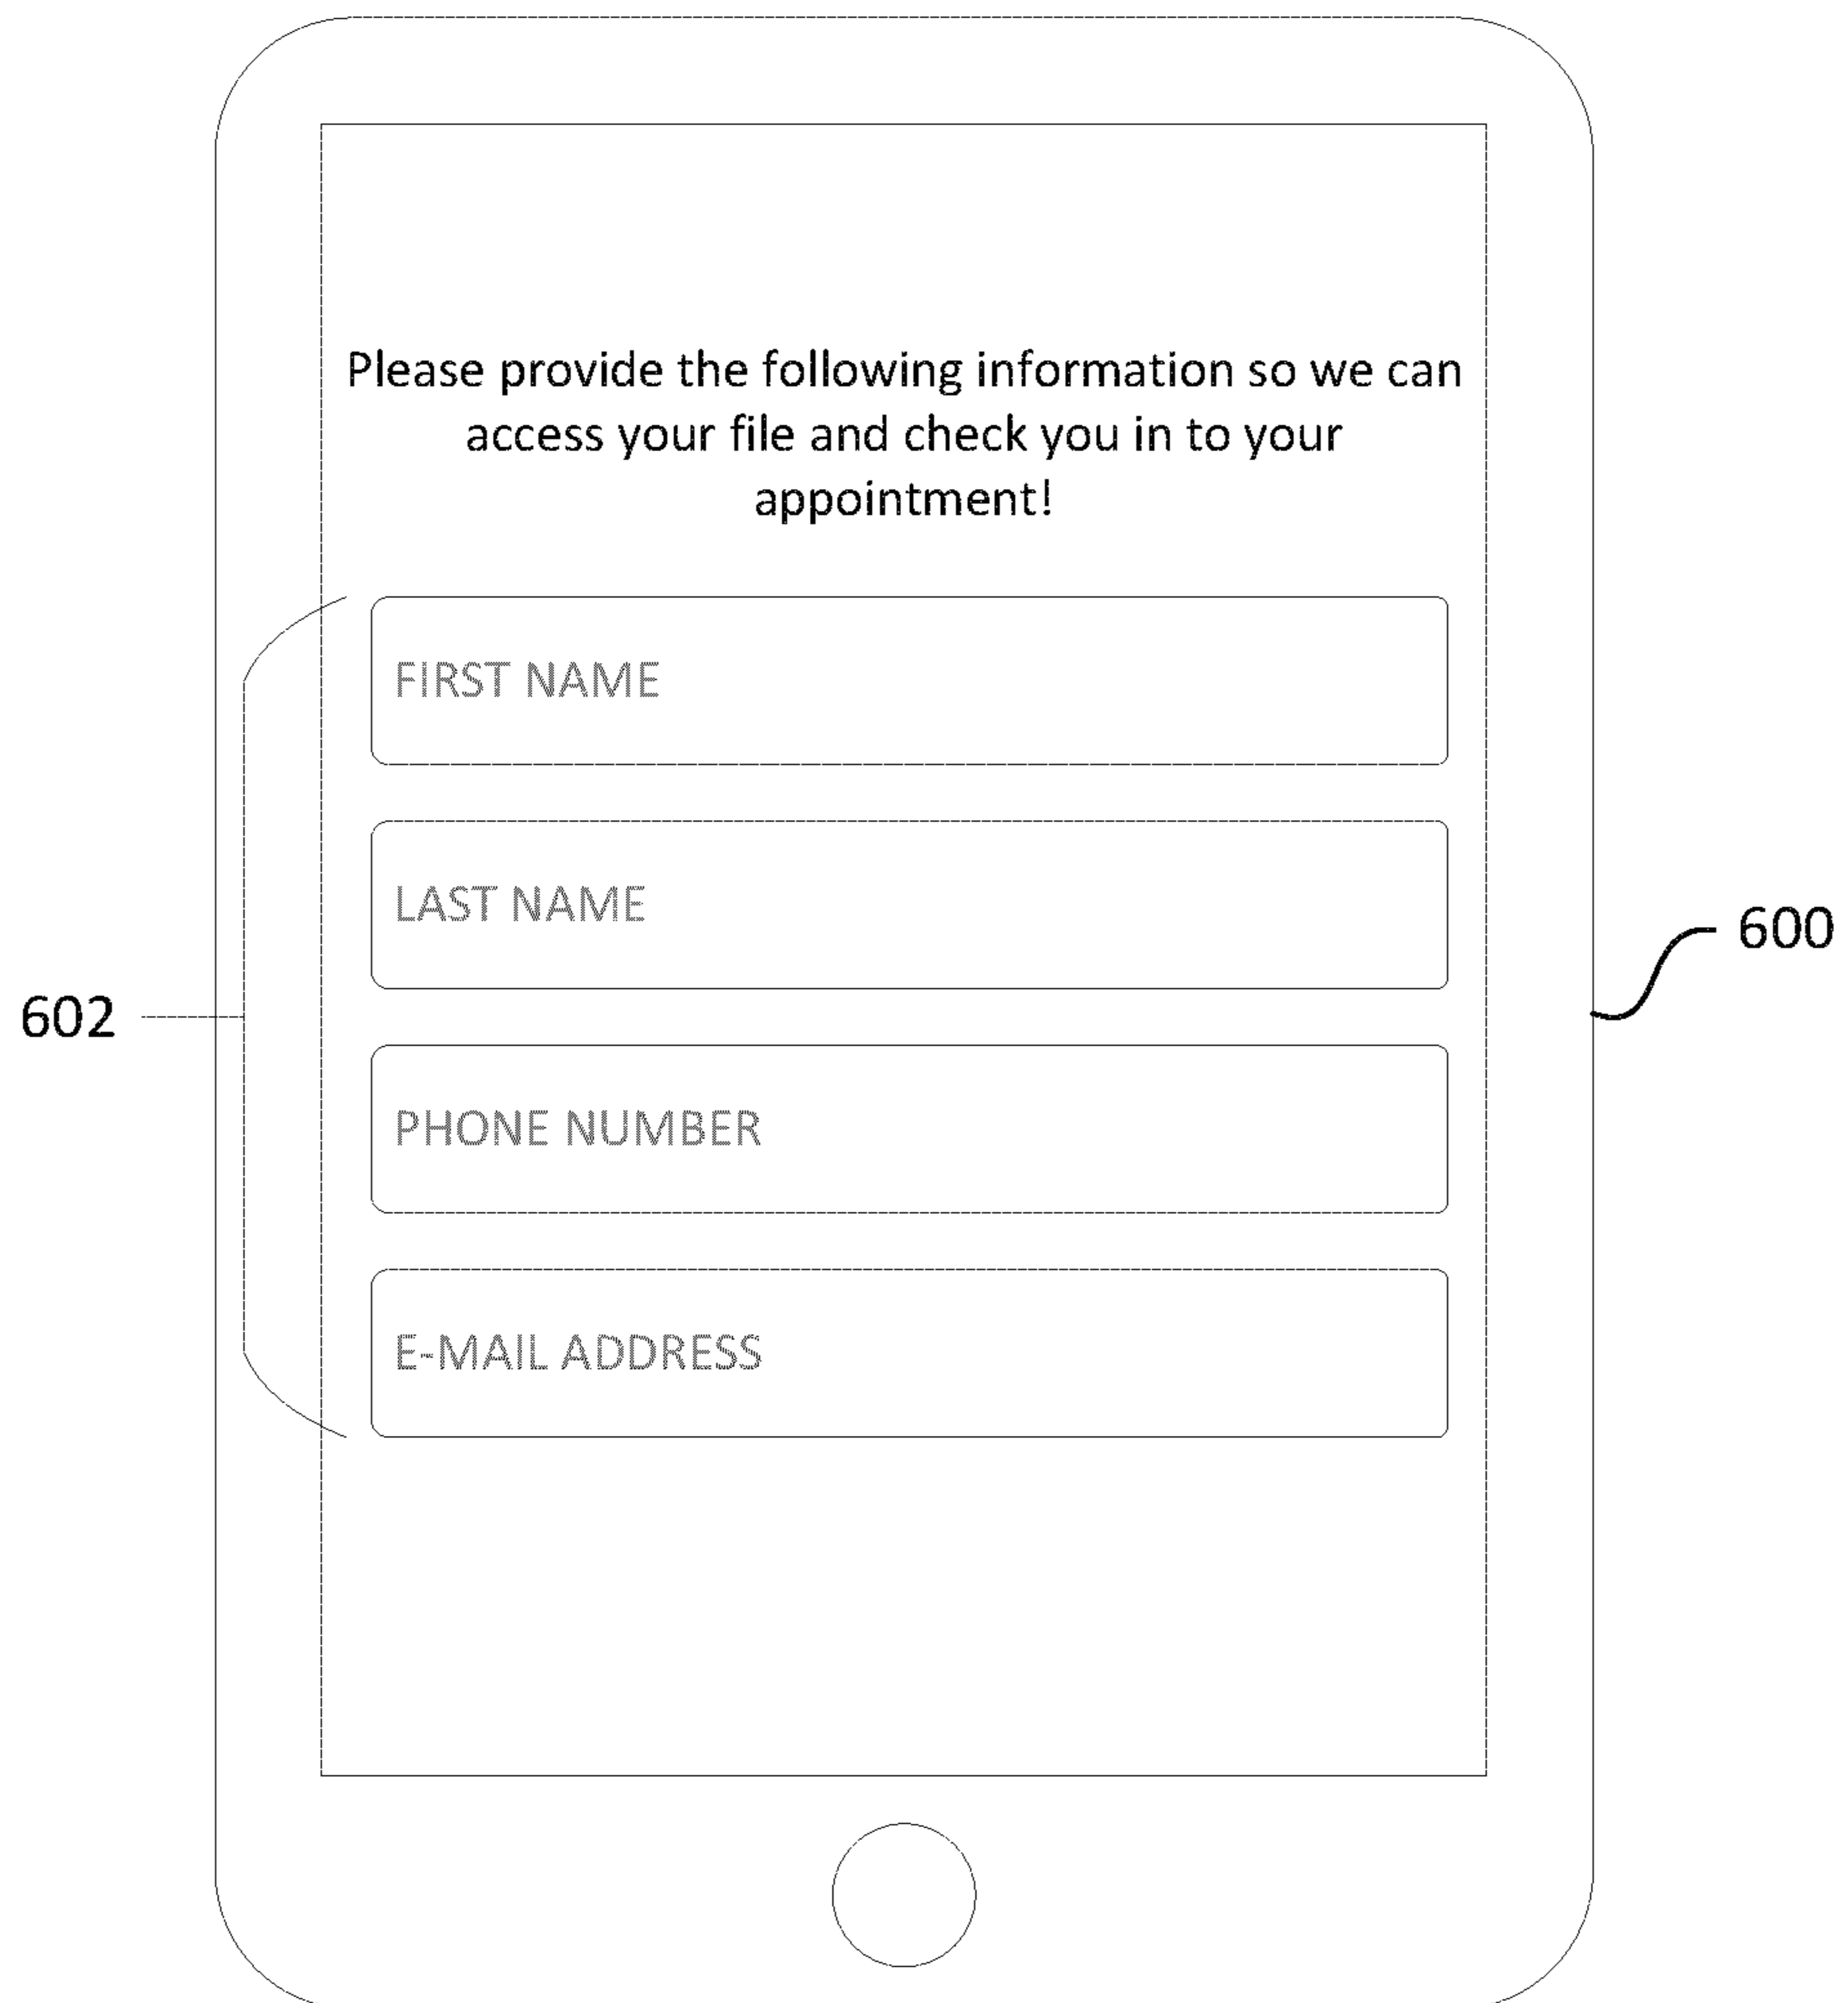 Please provide the following information so we can
access your file and check you in to your
appointment!
FIRST NAME
LAST NAME
600
602
PHONE NUMBER
E-MAIL ADDRESS